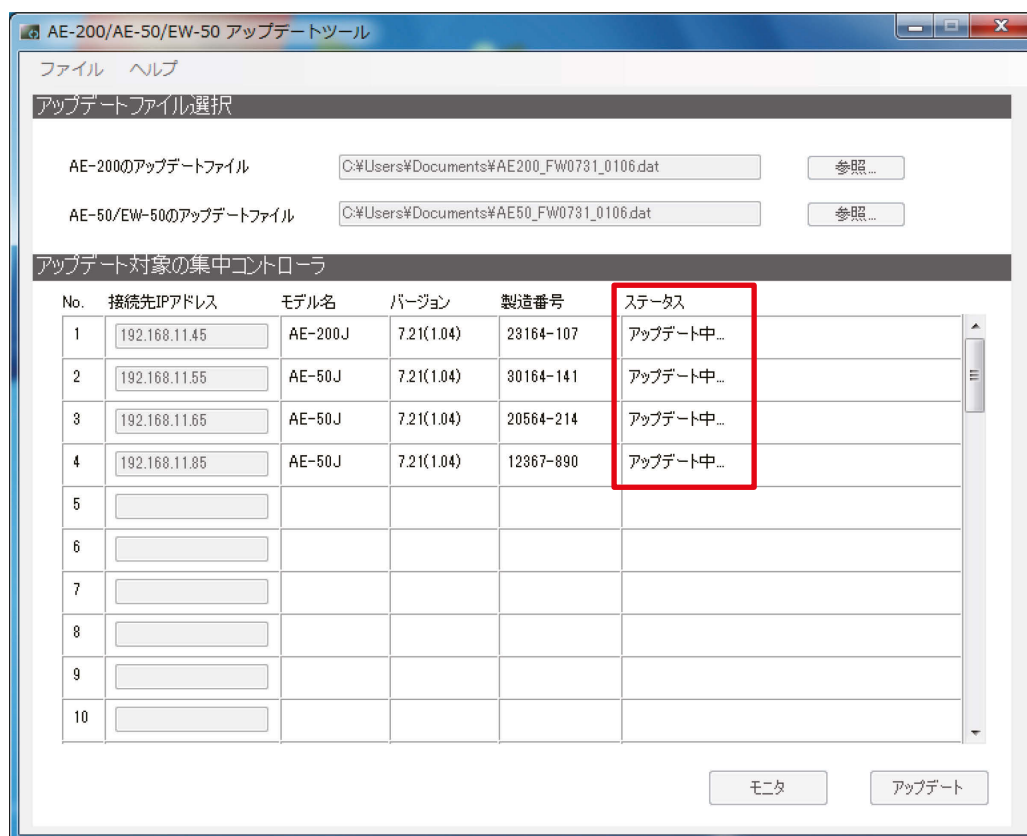 AE-200/AE-50/EW-50 アップデートツール
ファイル ヘルプ
アップデートファイル選択
AE-200のアップデートファイル C:¥Users¥Documents¥AE200_FW0731_0106.dat 参照...
AE-50/EW-50のアップデートファイル C:¥Users¥Documents¥AE50_FW0731_0106.dat 参照...
アップデート対象の集中コントローラ
No. 接続先IPアドレス モデル名 バージョン 製造番号 ステータス
1 192.168.11.45 AE-200J 7.21(1.04) 23164-107 アップデート中...
2 192.168.11.55 AE-50J 7.21(1.04) 30164-141 アップデート中...
3 192.168.11.65 AE-50J 7.21(1.04) 20564-214 アップデート中...
4 192.168.11.85 AE-50J 7.21(1.04) 12367-890 アップデート中...
5
6
7
8
9
10
モニタ アップデート